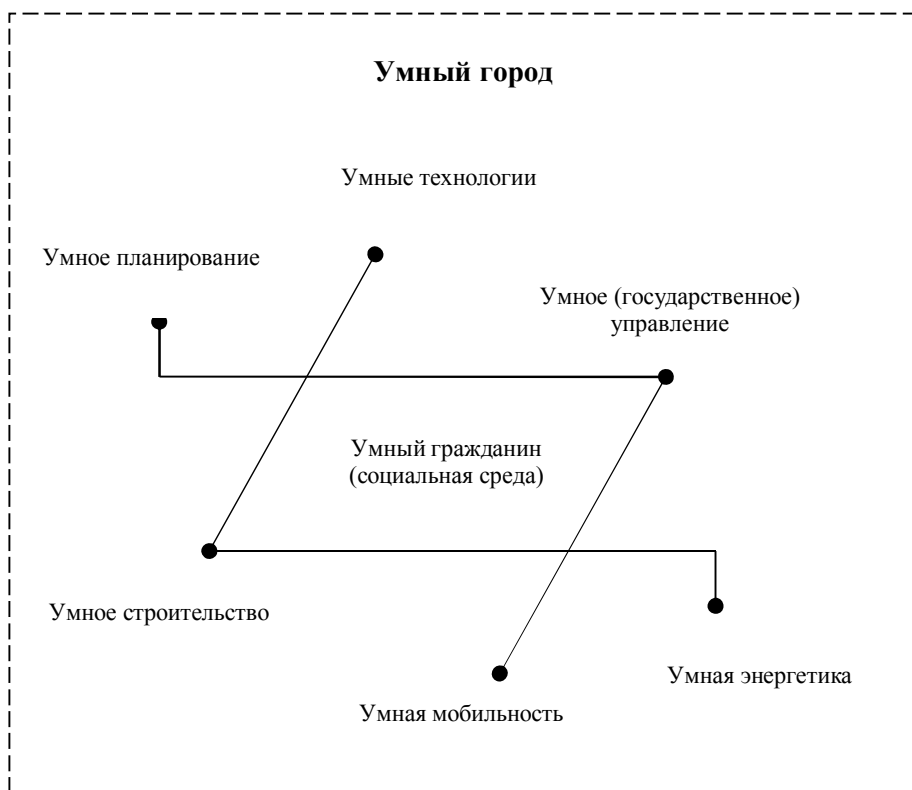 Умный город
Умные технологии
Умное планирование
Умное (государственное)
управление
Умный гражданин
(социальная среда)
Умное строительство
Умная энергетика
Умная мобильность